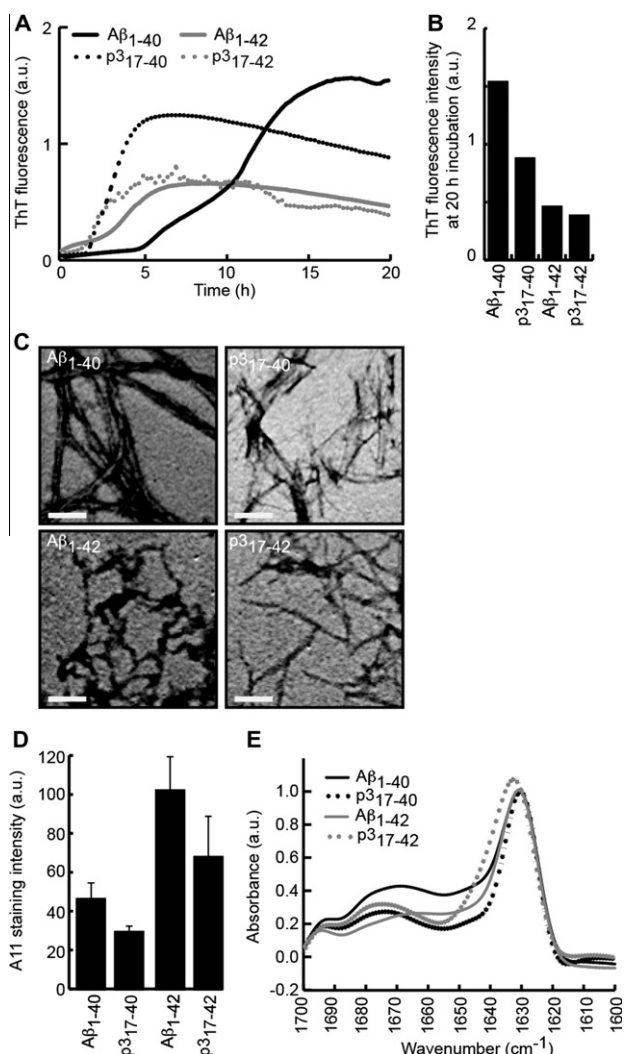 A
Aβ1-40
Aβ1-42
p317-40
p317-42
ThT fluorescence (a.u.)
2
1
0
0
5
10
15
20
Time (h)
B
ThT fluorescence intensity
at 20 h incubation (a.u.)
2
1
0
Aβ1-40
p317-40
Aβ1-42
p317-42
C
Aβ1-40
p317-40
Aβ1-42
p317-42
D
A11 staining intensity (a.u.)
120
100
80
60
40
20
0
Aβ1-40
p317-40
Aβ1-42
p317-42
E
Aβ1-40
p317-40
Aβ1-42
p317-42
Absorbance (a.u.)
1.0
0.8
0.6
0.4
0.2
0.0
-0.2
1700
1690
1680
1670
1660
1650
1640
1630
1620
1610
1600
Wavenumber (cm-1)